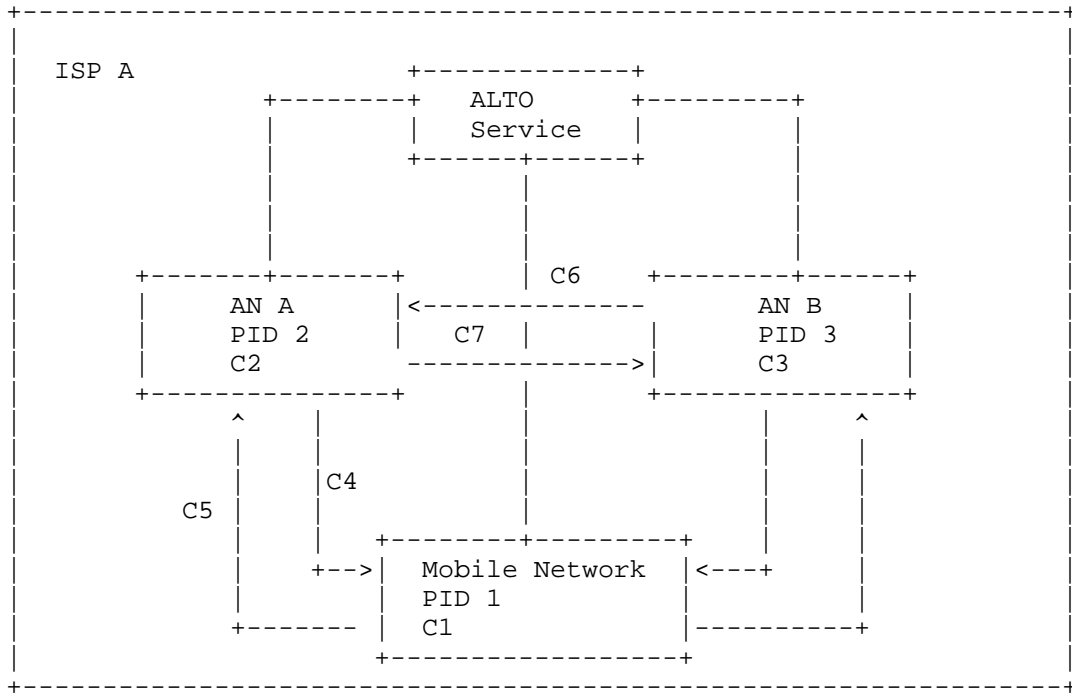 ISP A
ALTO
Service
C6
AN A
AN B
PID 2
C7
PID 3
C2
C3
C4
C5
Mobile Network
PID 1
C1